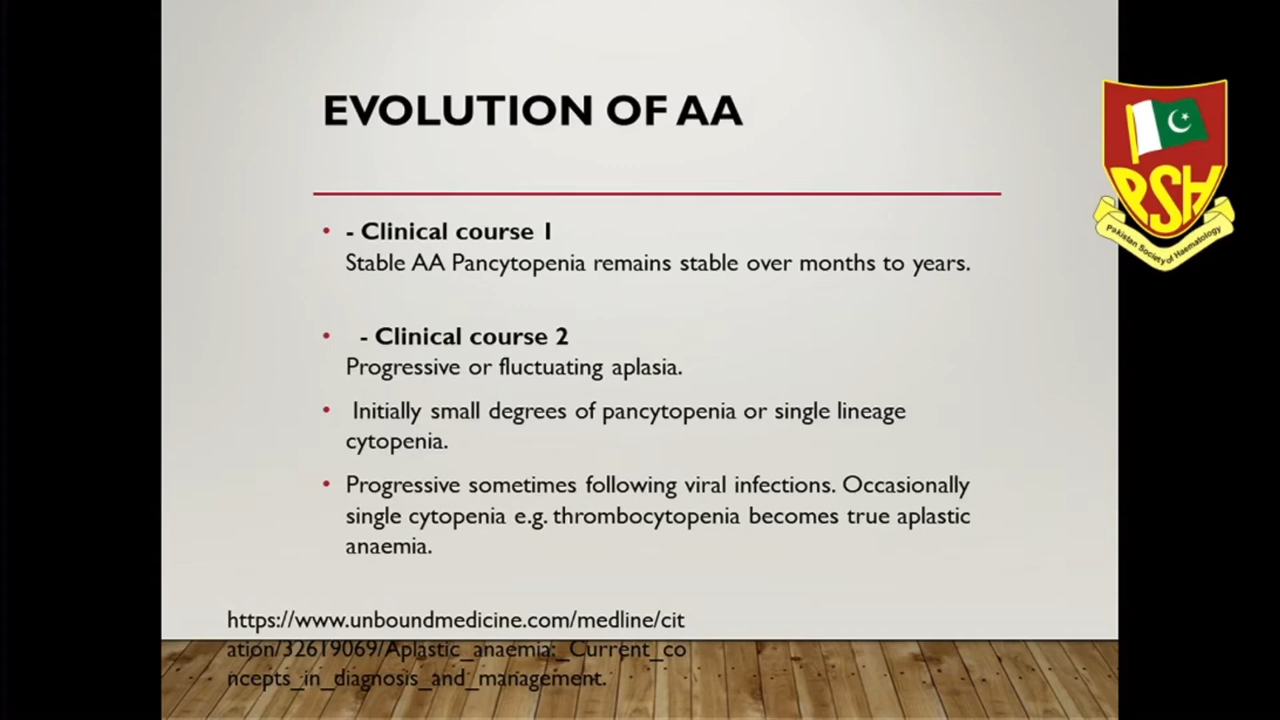 EVOLUTION OF AA
- Clinical course 1
Stable AA Pancytopenia remains stable over months to years.
- Clinical course 2
Progressive or fluctuating aplasia.
Initially small degrees of pancytopenia or single lineage
cytopenia.
Progressive sometimes following viral infections. Occasionally
single cytopenia e.g. thrombocytopenia becomes true aplastic
anaemia.
https://www.unboundmedicine.com/medline/cit
ation/32619069/Aplastic_anaemia:_Current_co
ncepts_in_diagnosis_and_management.
PSH
Pakistan Society of Haematology